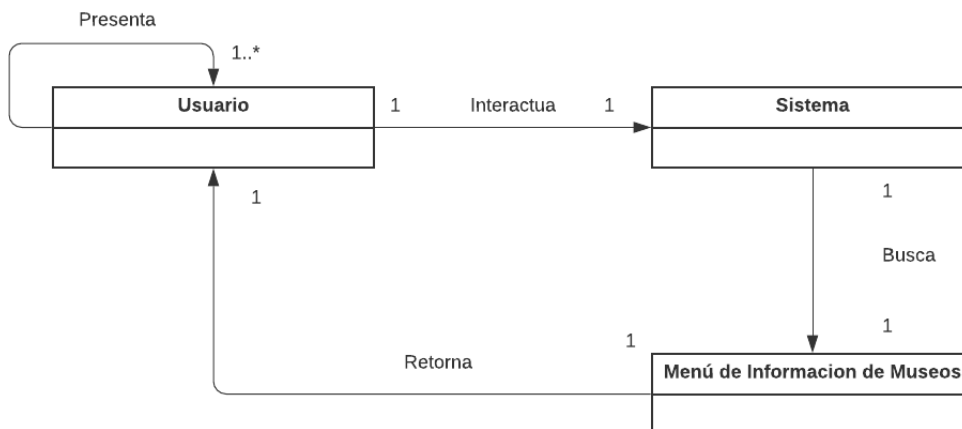 Presenta
1..*
Usuario
1
Interactua
1
Sistema
1
1
Busca
1
1
Retorna
Menú de Informacion de Museos